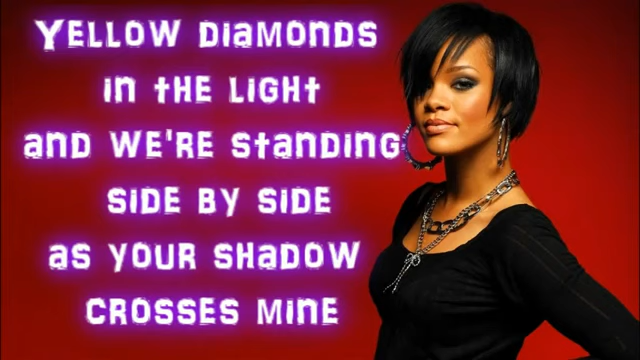 Yellow diamonds
in the light
and we're standing
side by side
as your shadow
crosses mine